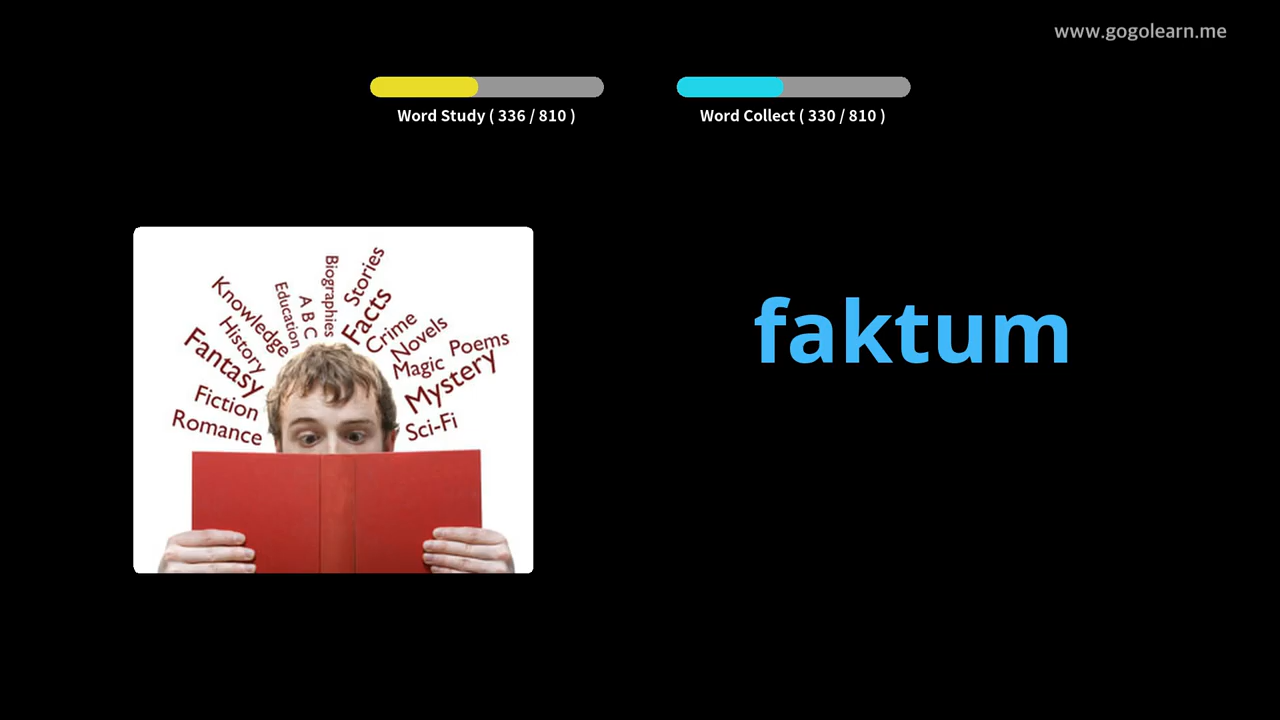 www.gogolearn.me
Word Study ( 336 / 810 )
Word Collect ( 330 / 810 )
Knowledge
History
Fantasy
Fiction
Romance
Education
A B C
Biographies
Stories
Facts
Crime
Novels
Magic
Poems
Mystery
Sci-Fi
faktum